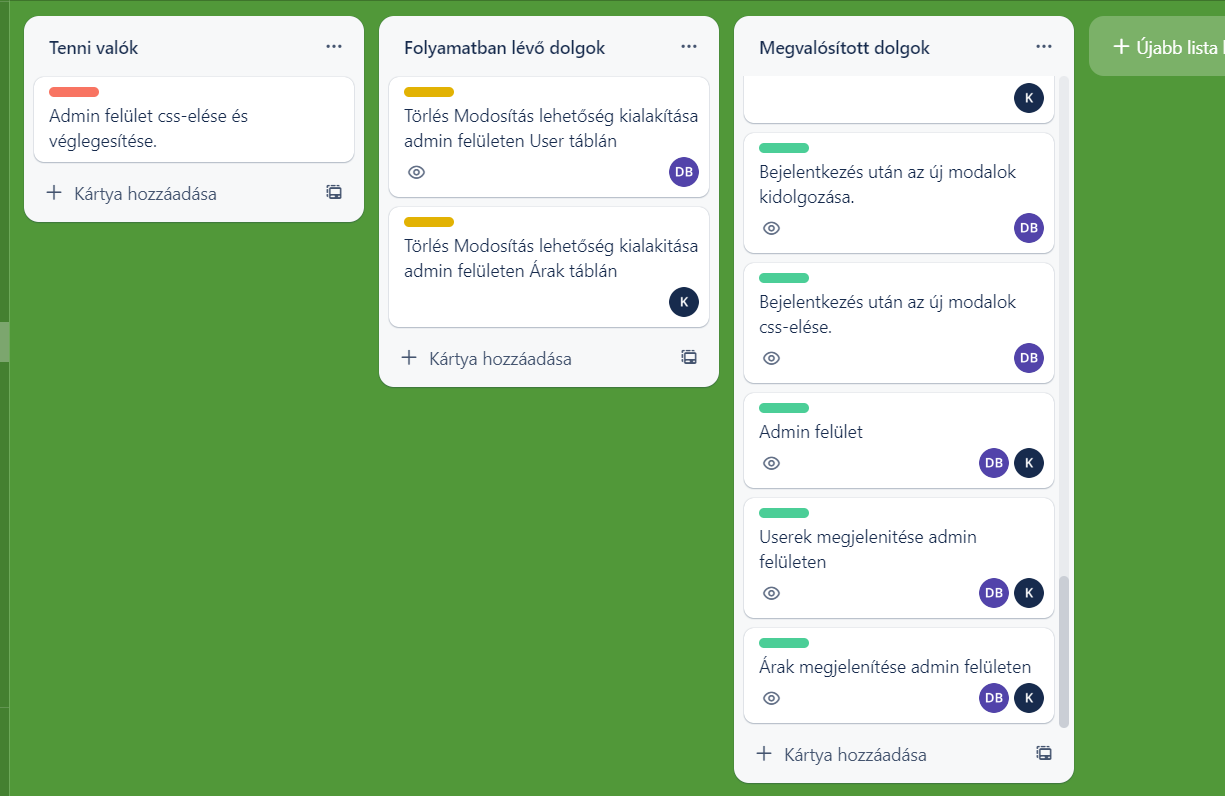 Tenni valók
Admin felület css-elése és
véglegesítése.
Kártya hozzáadása
Folyamatban lévő dolgok
Törlés Modosítás lehetőség kialakítása
admin felületen User táblán
DB
Törlés Modosítás lehetőség kialakitása
admin felületen Árak táblán
K
Kártya hozzáadása
Megvalósított dolgok
K
Bejelentkezés után az új modalok
kidolgozása.
DB
Bejelentkezés után az új modalok
css-elése.
DB
Admin felület
DB K
Userek megjelenitése admin
felületen
DB K
Árak megjelenítése admin felületen
DB K
Kártya hozzáadása
Újabb lista